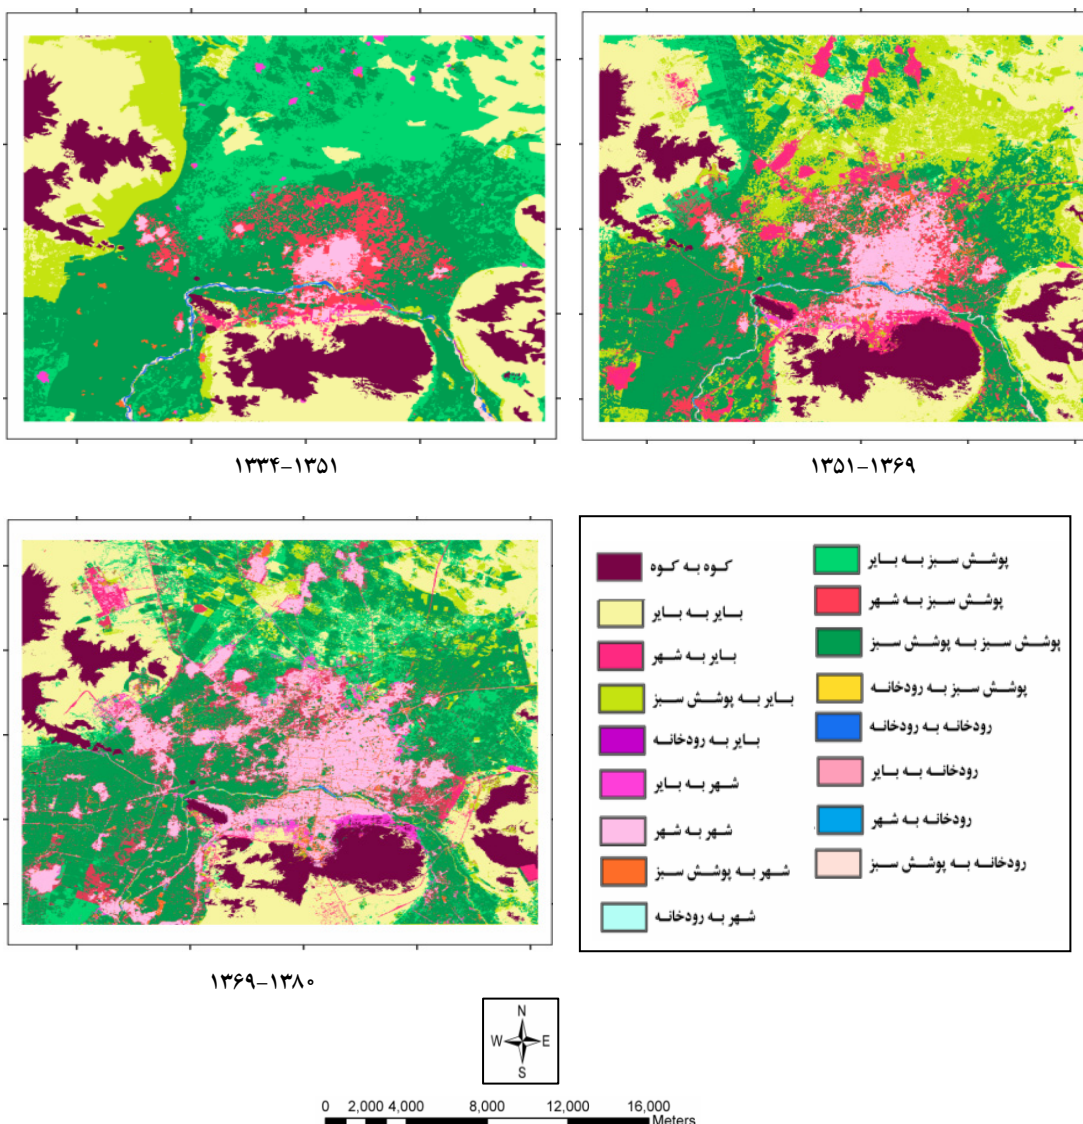 ۱۳۳۴-۱۳۵۱
۱۳۵۱-۱۳۶۹
کوه به کوه
بایر به بایر
بایر به شهر
بایر به پوشش سبز
بایر به رودخانه
شهر به بایر
شهر به شهر
شهر به پوشش سبز
شهر به رودخانه
پوشش سبز به بایر
پوشش سبز به شهر
پوشش سبز به پوشش سبز
پوشش سبز به رودخانه
رودخانه به رودخانه
رودخانه به بایر
رودخانه به شهر
رودخانه به پوشش سبز
۱۳۶۹-۱۳۸۰
N
W E
S
0 2,000 4,000 8,000 12,000 16,000
Meters